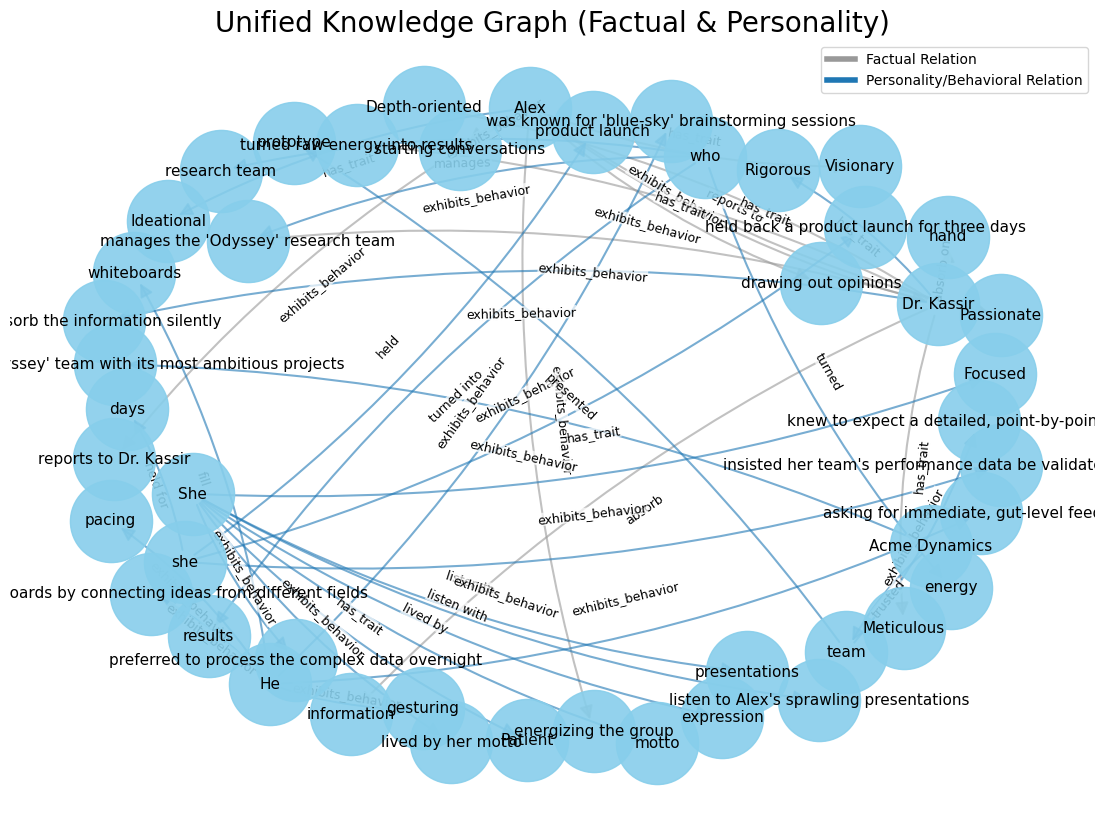 Unified Knowledge Graph (Factual & Personality)
Factual Relation
Personality/Behavioral Relation
Depth-oriented
Alex
was known for 'blue-sky' brainstorming sessions
product launch
prototype
turned raw energy into results
starting conversations
who
Rigorous
Visionary
manages
has_trait
research team
exhibits_behavior
exhibits_behavior
has_trait
reports to
has_trait
Ideational
manages the 'Odyssey' research team
exhibits_behavior
held back a product launch for three days
hand
trait
whiteboards
exhibits_behavior
exhibits_behavior
drawing out opinions
Dr. Kassir
Passionate
sorb the information silently
exhibits_behavior
held
yssey' team with its most ambitious projects
turned
Focused
days
turned into
exhibits_behavior
exhibits_behavior
presented
exhibits_behavior
knew to expect a detailed, point-by-poin
has_trait
reports to Dr. Kassir
exhibits_behavior
has_trait
insisted her team's performance data be validate
She
fill
pacing
exhibits_behavior
absorb
asking for immediate, gut-level feed
she
Acme Dynamics
oards by connecting ideas from different fields
exhibits_behavior
exhibits_behavior
listen with
exhibits_behavior
energy
trusted
results
exhibits_behavior
has_trait
lived by
Meticulous
preferred to process the complex data overnight
team
He
presentations
exhibits_behavior
listen to Alex's sprawling presentations
information
gesturing
expression
lived by her motto
Patient
energizing the group
motto